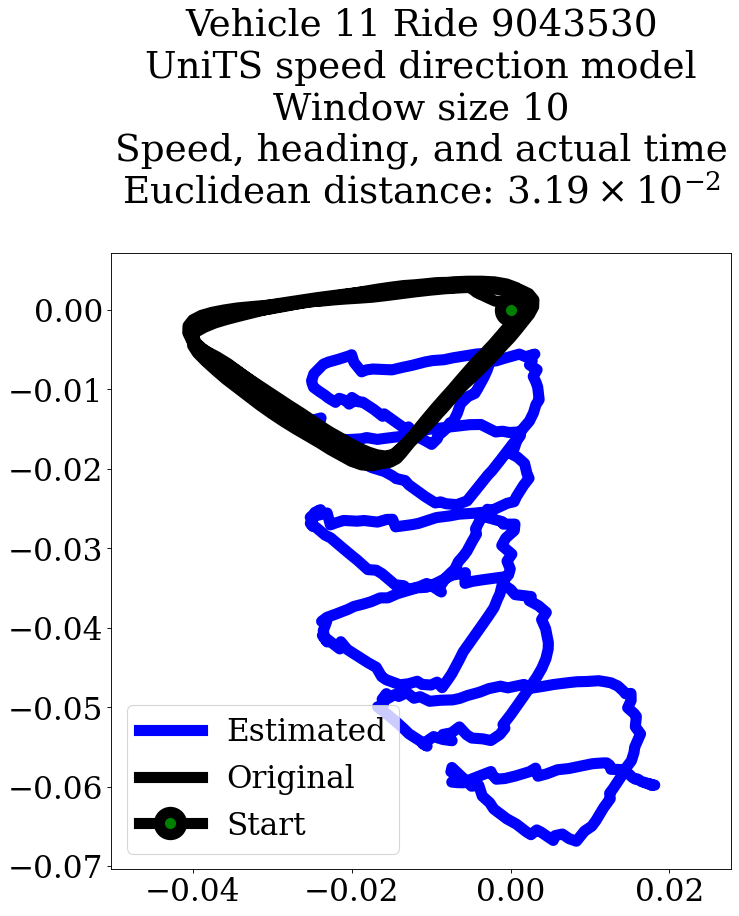 Vehicle 11 Ride 9043530
UniTS speed direction model
Window size 10
Speed, heading, and actual time
Euclidean distance: 3.19 × 10⁻²
0.00
−0.01
−0.02
−0.03
−0.04
−0.05
−0.06
−0.07
Estimated
Original
Start
−0.04 −0.02 0.00 0.02